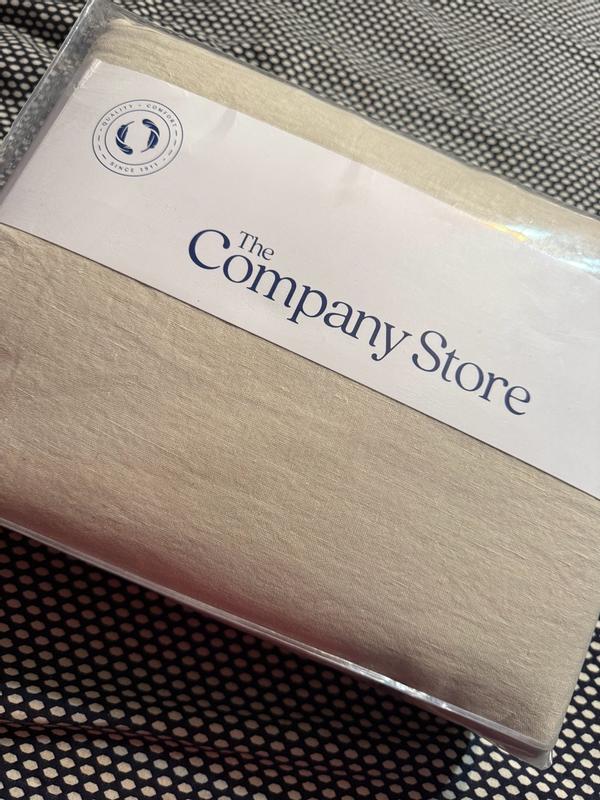 QUALITY - COMFORT
SINCE 1911
The
Company Store